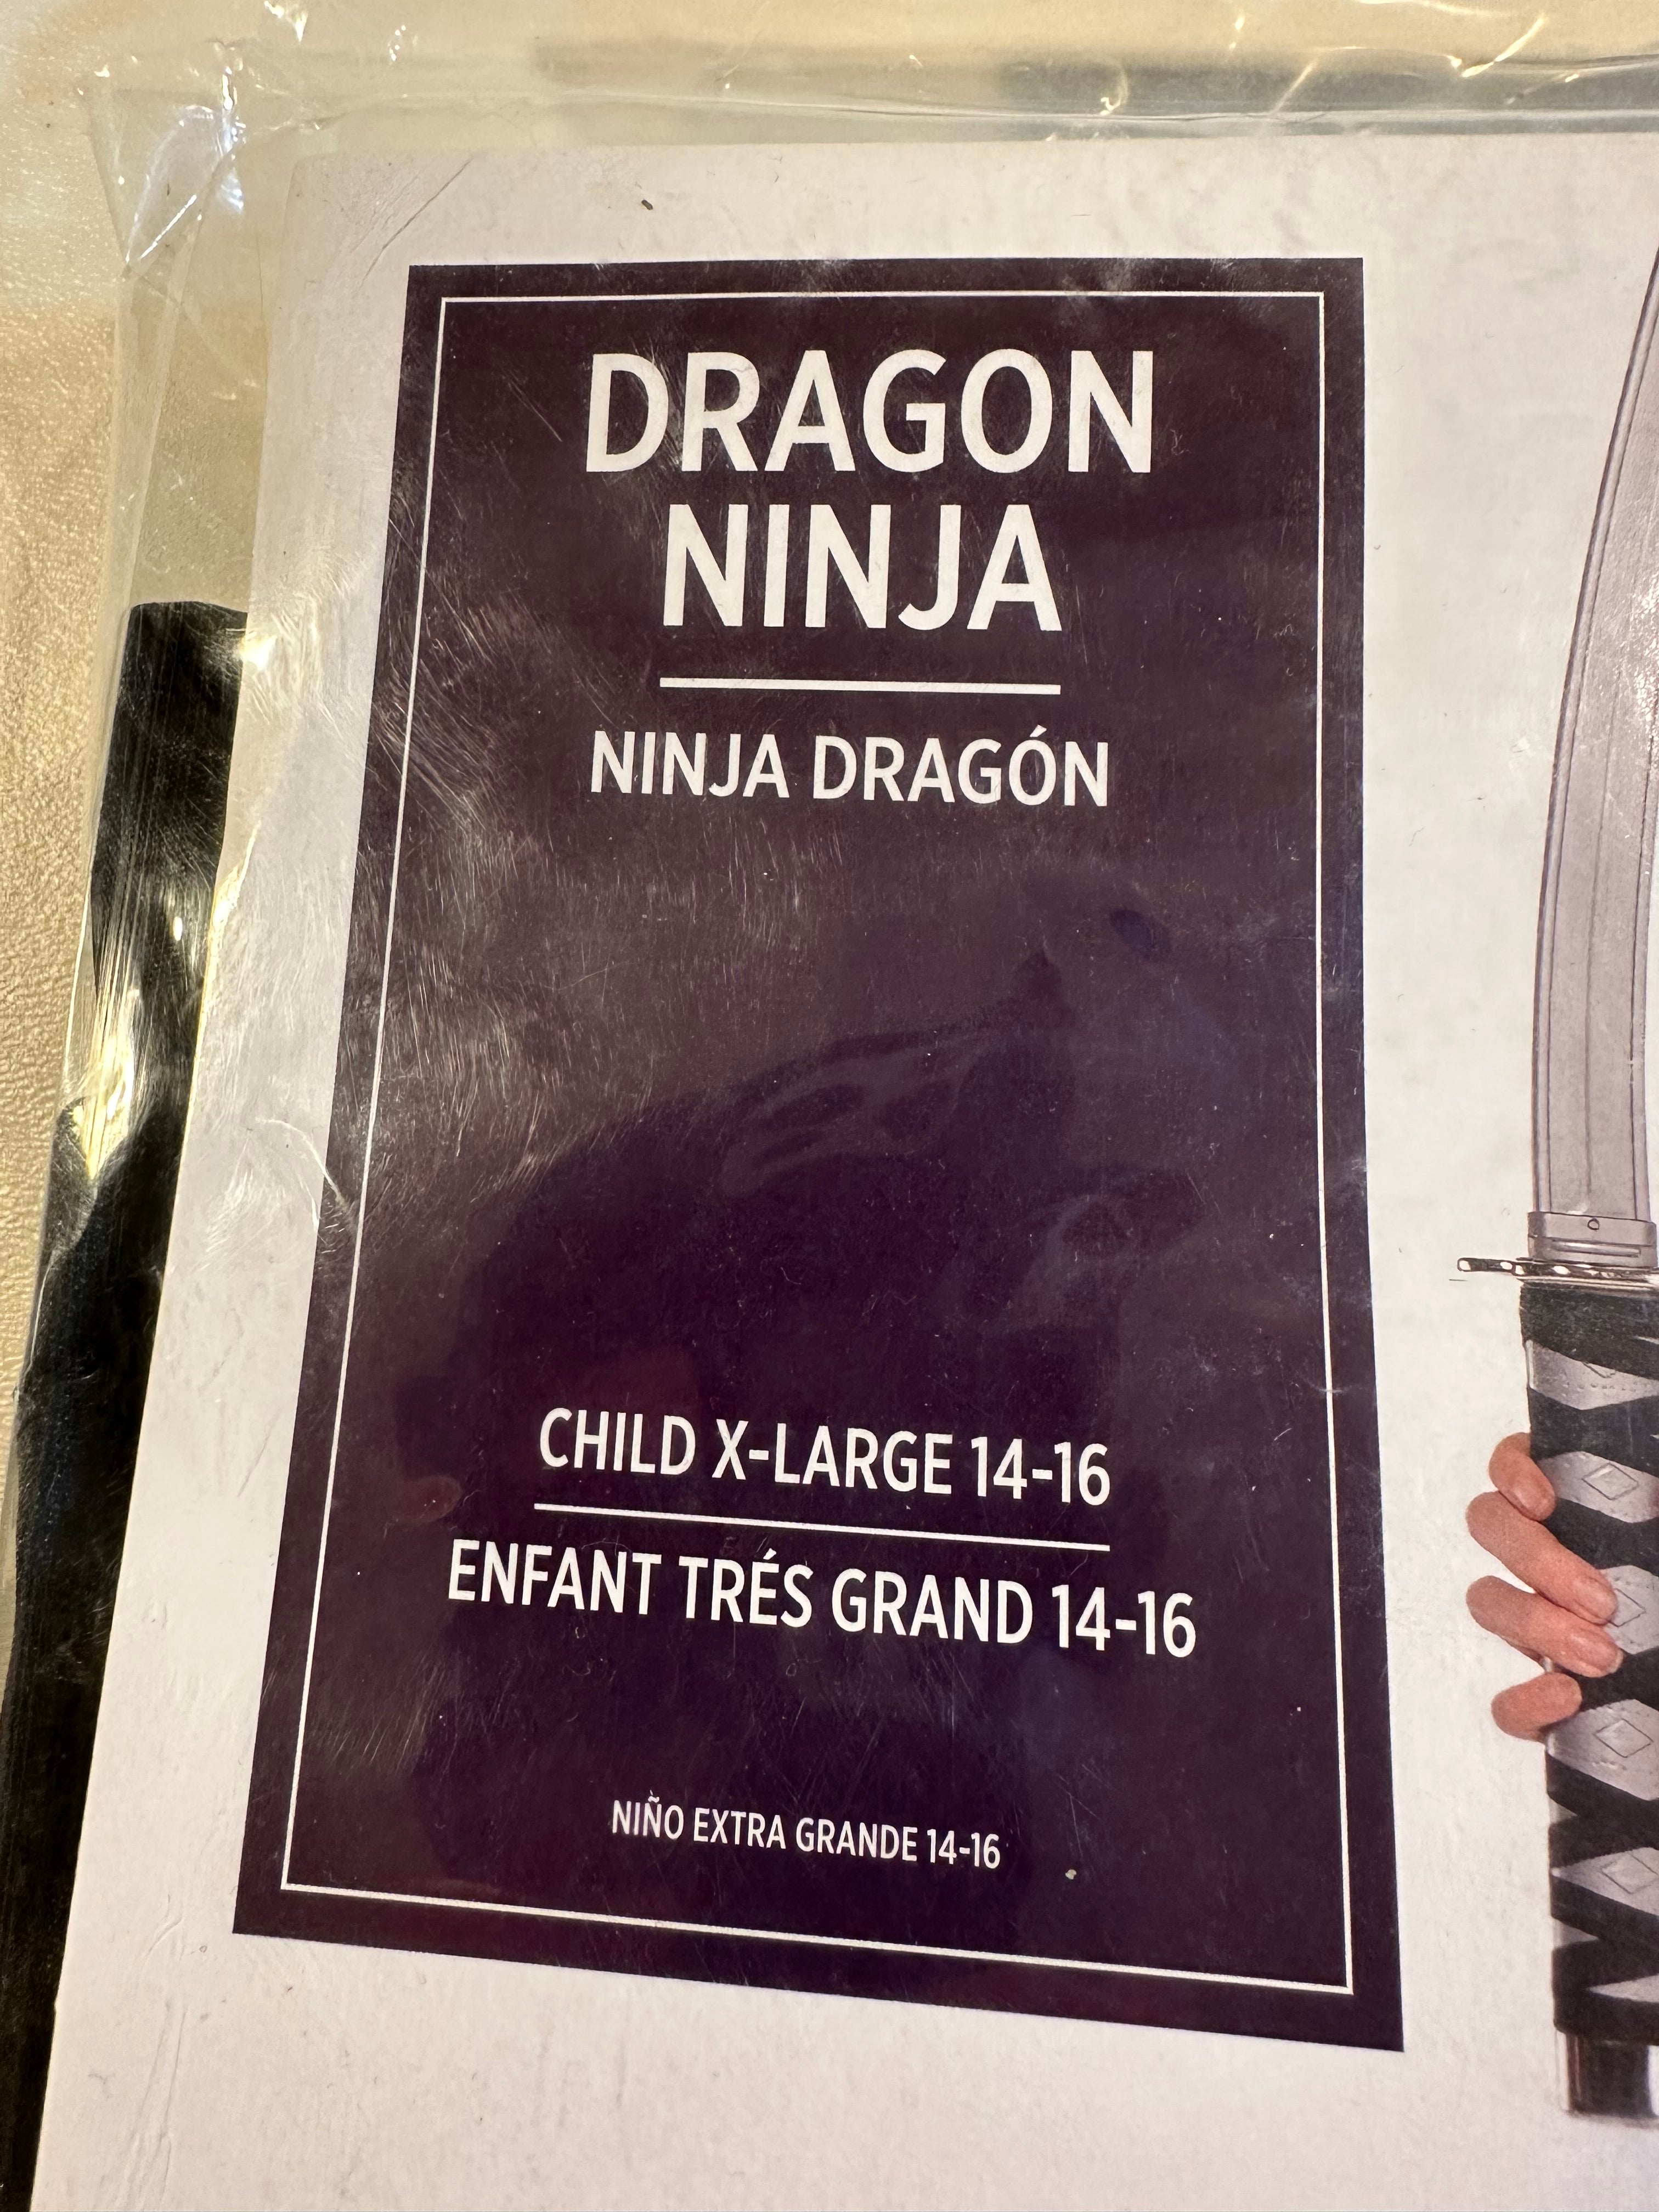 DRAGON
NINJA
NINJA DRAGÓN
CHILD X-LARGE 14-16
ENFANT TRÉS GRAND 14-16
NIÑO EXTRA GRANDE 14-16